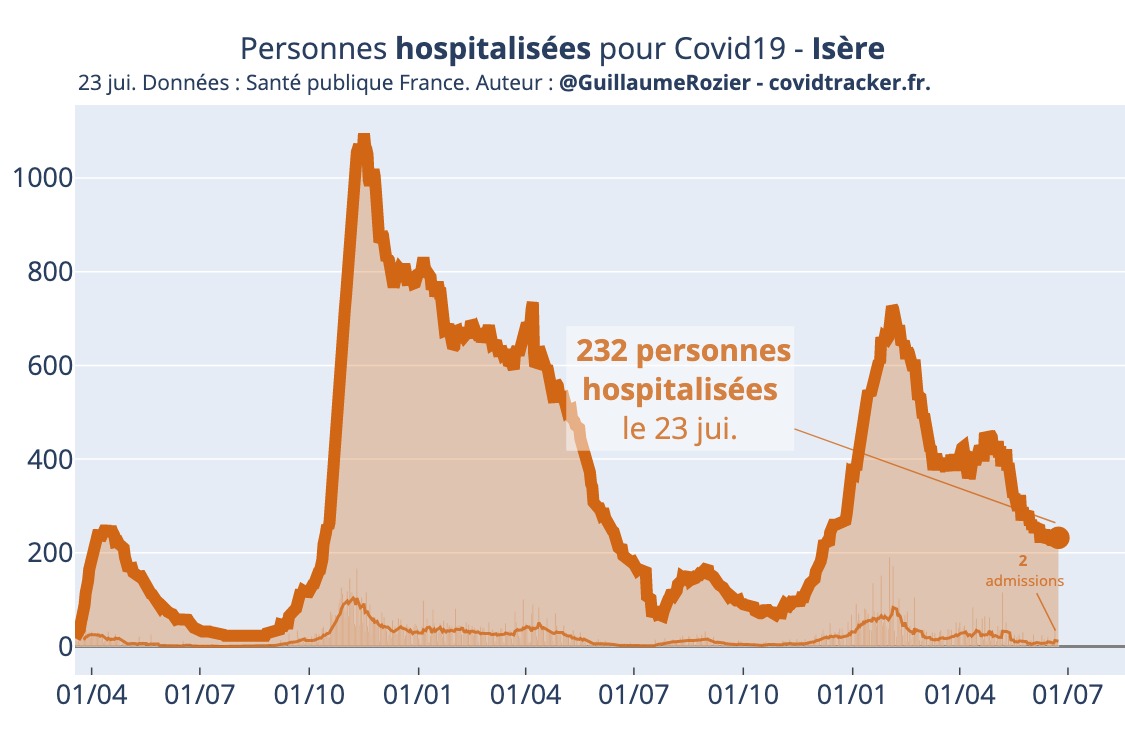 Personnes hospitalisées pour Covid19 - Isère
23 jui. Données : Santé publique France. Auteur : @GuillaumeRozier - covidtracker.fr.
1000
800
600
400
200
0
232 personnes
hospitalisées
le 23 jui.
2
admissions
01/04 01/07 01/10 01/01 01/04 01/07 01/10 01/01 01/04 01/07